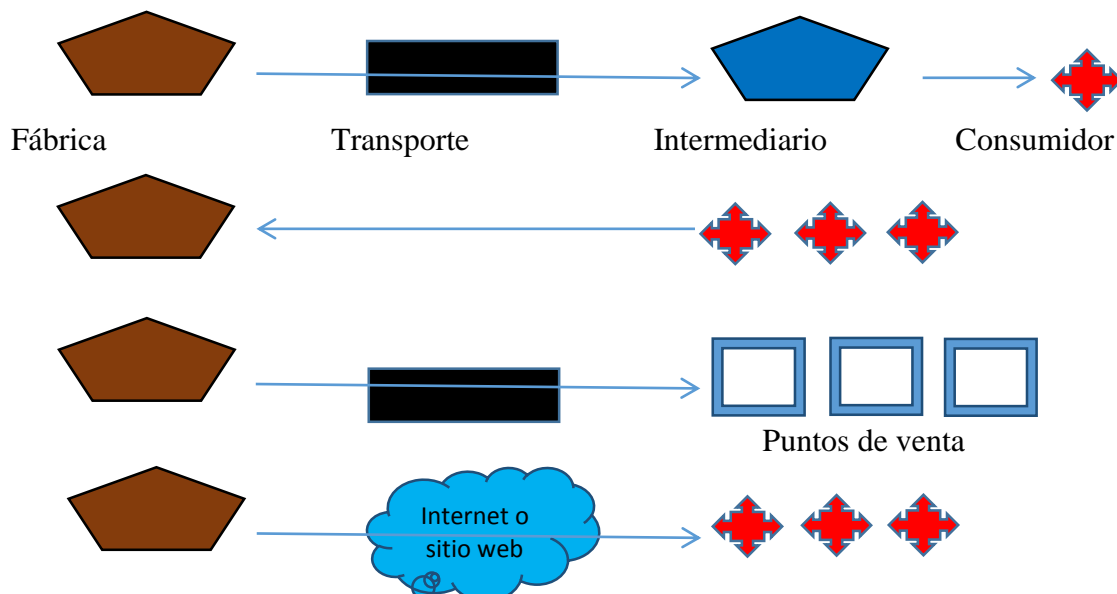 Fábrica Transporte Intermediario Consumidor
Puntos de venta
Internet o
sitio web